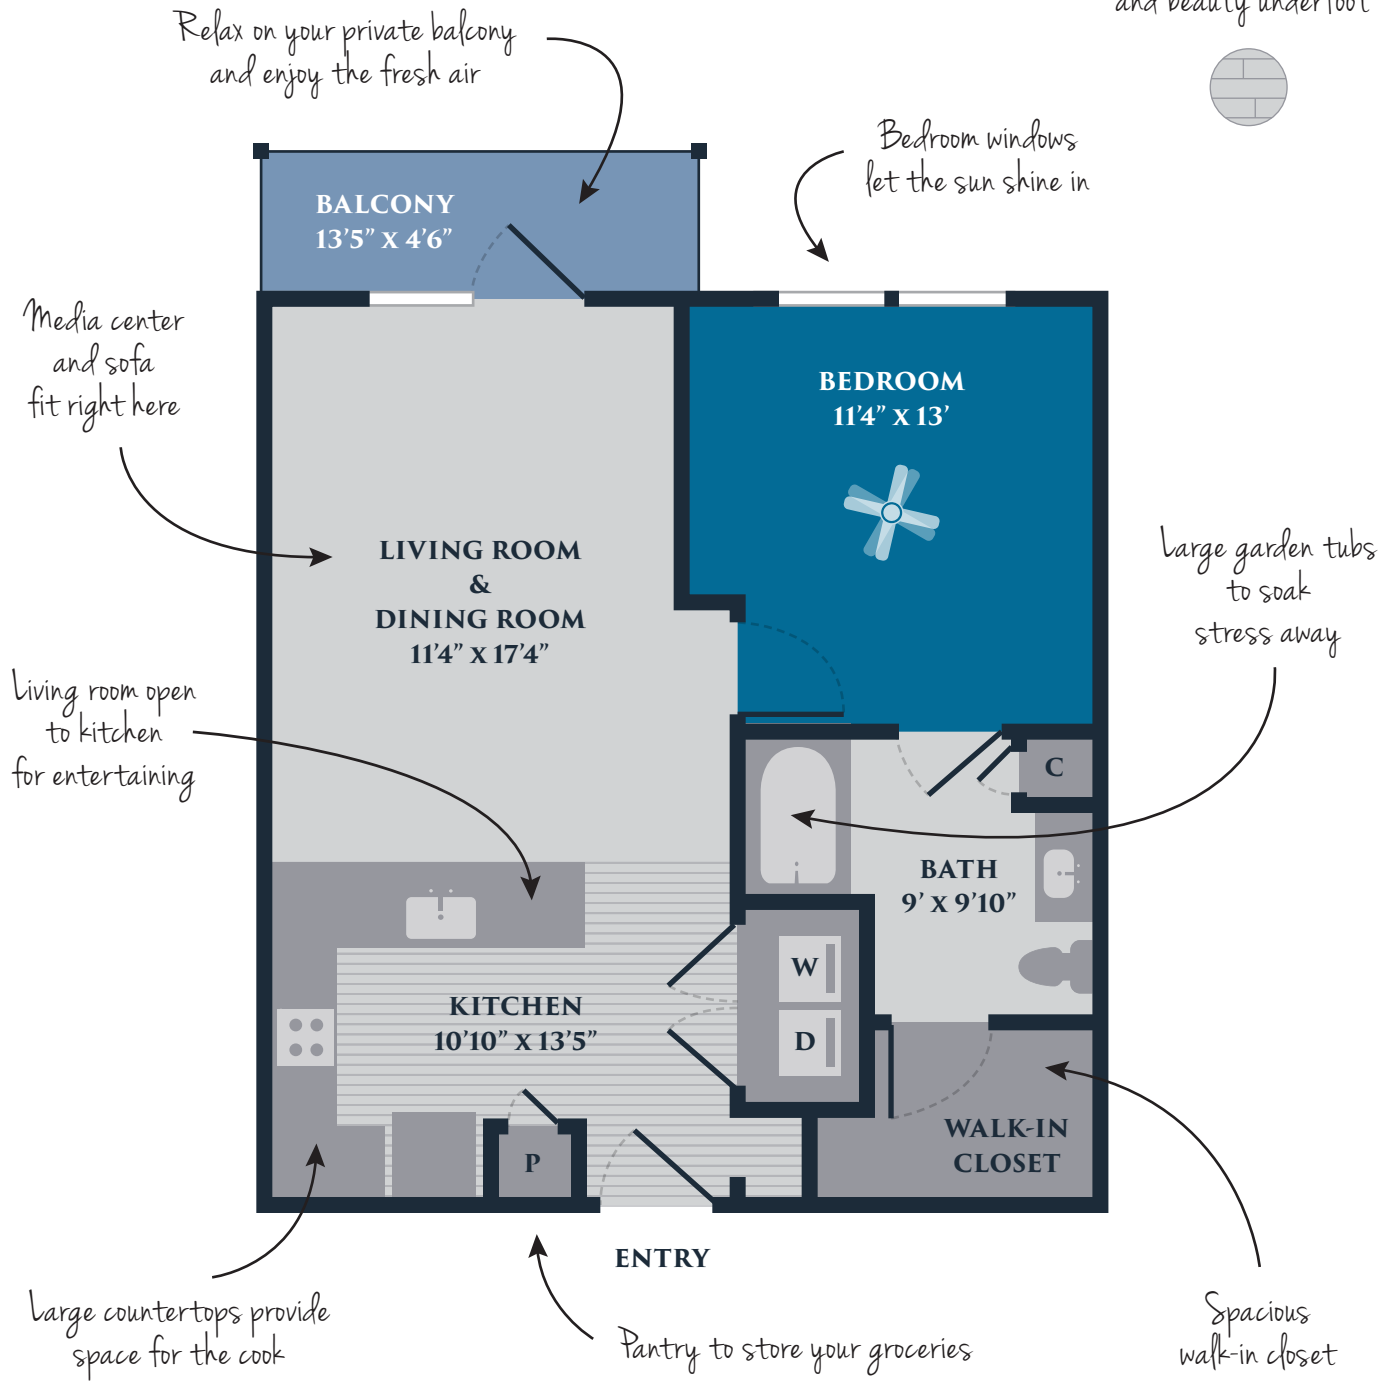 and beauty underfoot
Relax on your private balcony
and enjoy the fresh air
Bedroom windows
let the sun shine in
BALCONY
13'5” X 4'6”
Media center
and sofa
fit right here
BEDROOM
11'4” X 13'
LIVING ROOM
&
DINING ROOM
11'4” X 17'4”
Large garden tubs
to soak
stress away
Living room open
to kitchen
for entertaining
C
BATH
9' X 9'10”
W
D
KITCHEN
10'10” X 13'5”
P
WALK-IN
CLOSET
ENTRY
Large countertops provide
space for the cook
Pantry to store your groceries
Spacious
walk-in closet